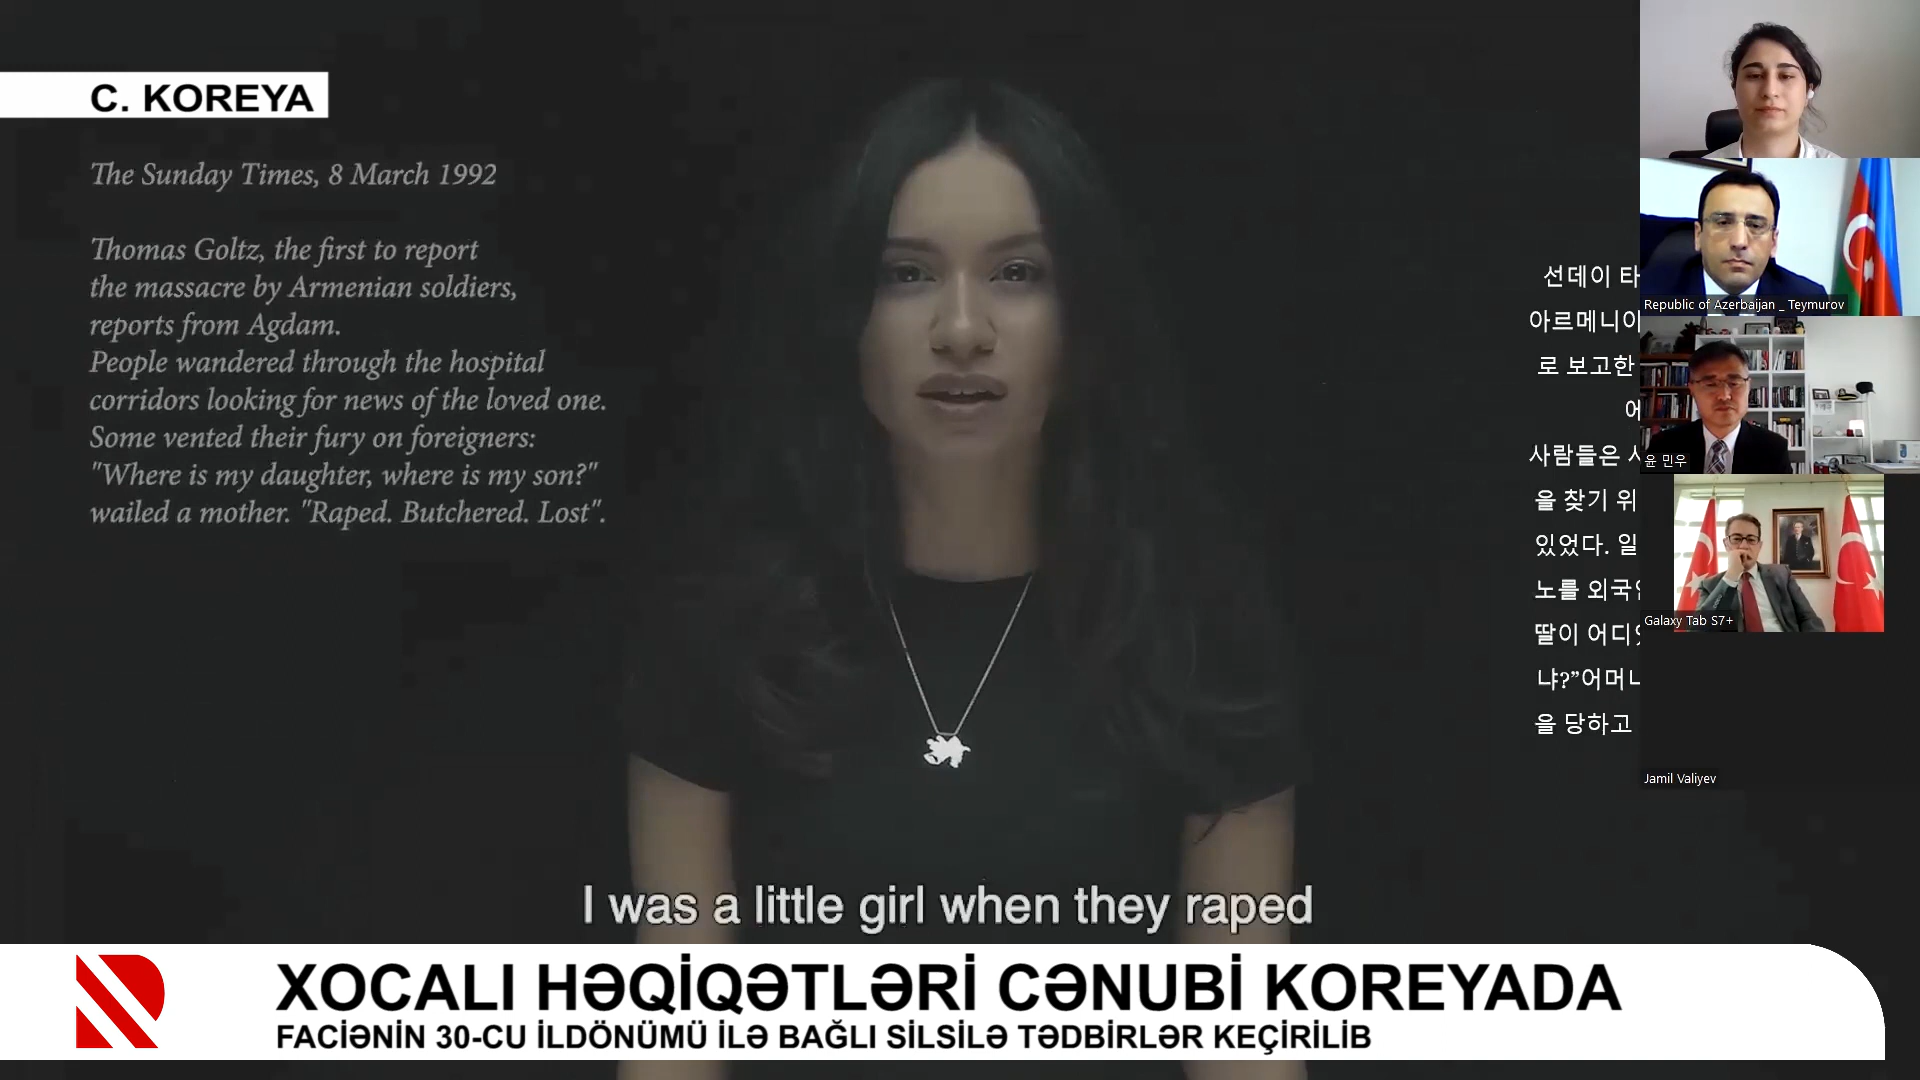 C. KOREYA
The Sunday Times, 8 March 1992
Thomas Goltz, the first to report
the massacre by Armenian soldiers,
reports from Agdam.
People wandered through the hospital
corridors looking for news of the loved one.
Some vented their fury on foreigners:
"Where is my daughter, where is my son?"
wailed a mother. "Raped. Butchered. Lost".
선데이 타
아르메니아
로 보고한
에
사람들은
을 찾기 위
있었다. 일
노를 외국인
딸이 어디
냐?”어머니
을 당하고
Republic of Azerbaijan _ Teymurov
윤 민우
Galaxy Tab S7+
Jamil Valiyev
I was a little girl when they raped
XOCALI HƏQİQƏTLƏRİ CƏNUBİ KOREYADA
FACİƏNİN 30-CU İLDÖNÜMÜ İLƏ BAĞLI SİLSİLƏ TƏDBİRLƏR KEÇİRİLİB